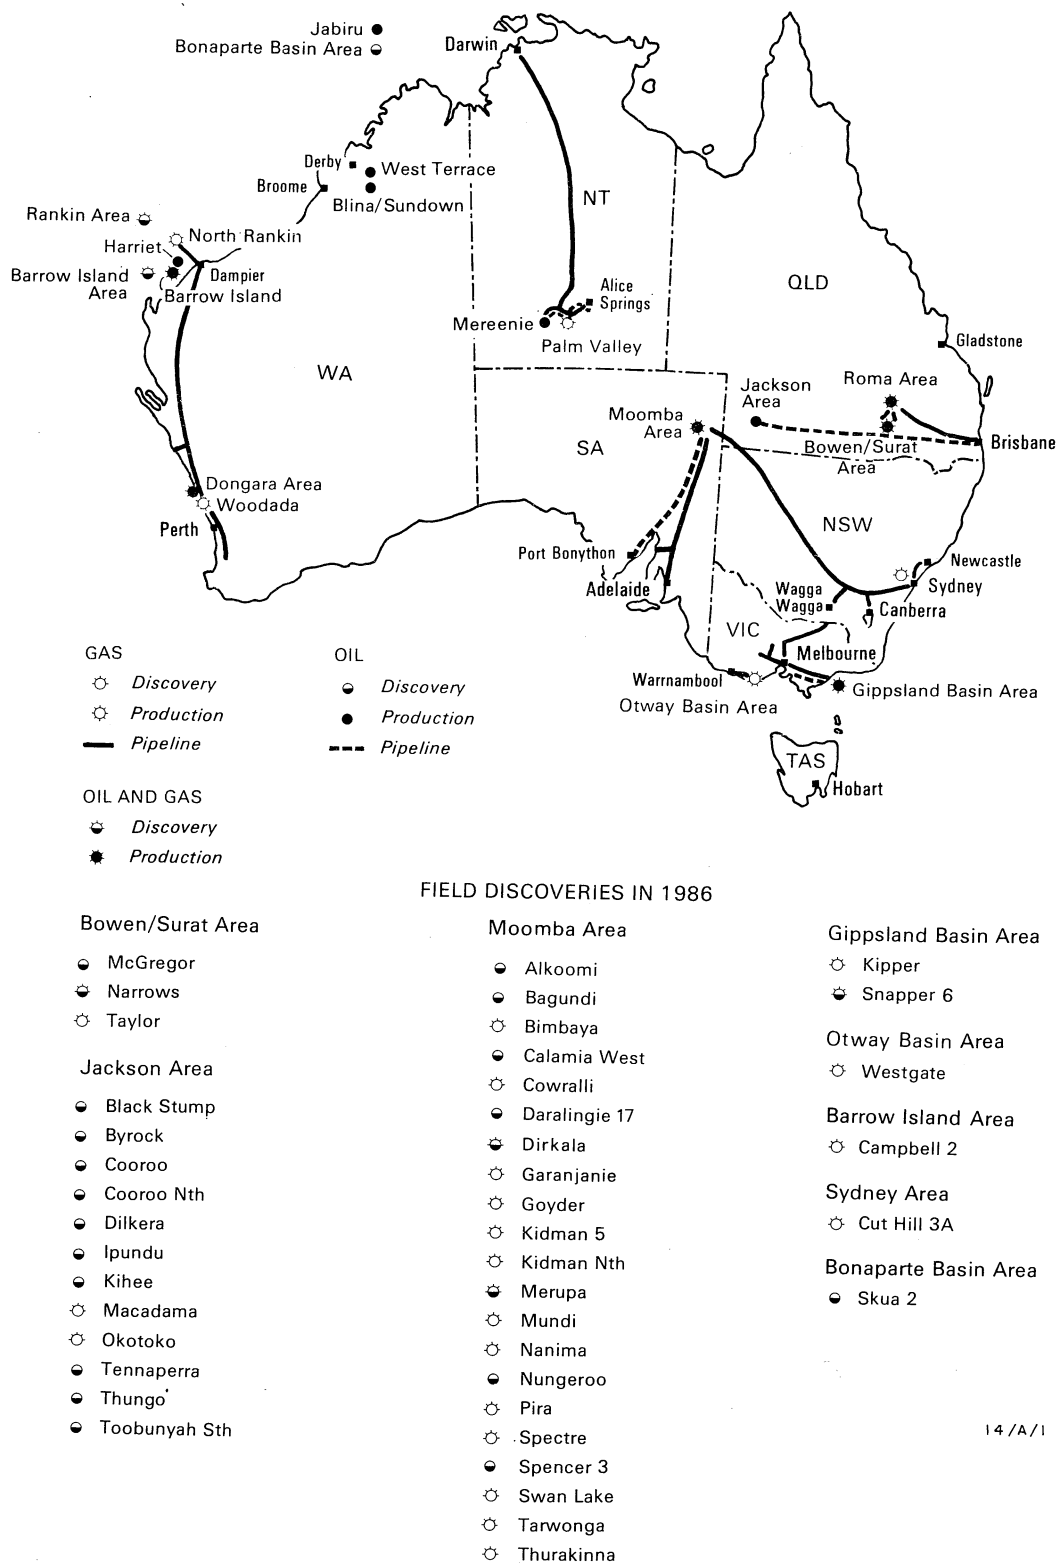 Jabiru
Bonaparte Basin Area
Darwin
Derby
West Terrace
Broome
Blina/Sundown
NT
Rankin Area
North Rankin
Harriet
Barrow Island
Area
Dampier
Barrow Island
QLD
Alice
Springs
Mereenie
Palm Valley
Gladstone
WA
Jackson
Area
Roma Area
Moomba
Area
SA
Brisbane
Bowen/Surat
Area
Dongara Area
Woodada
Perth
NSW
Port Bonython
Newcastle
Adelaide
Wagga
Wagga
Sydney
Canberra
VIC
Melbourne
Warrnambool
Otway Basin Area
Gippsland Basin Area
TAS
Hobart
GAS
Discovery
Production
Pipeline
OIL
Discovery
Production
Pipeline
OIL AND GAS
Discovery
Production
FIELD DISCOVERIES IN 1986
Bowen/Surat Area
McGregor
Narrows
Taylor
Jackson Area
Black Stump
Byrock
Cooroo
Cooroo Nth
Dilkera
Ipundu
Kihee
Macadama
Okotoko
Tennaperra
Thungo
Toobunyah Sth
Moomba Area
Alkoomi
Bagundi
Bimbaya
Calamia West
Cowralli
Daralingie 17
Dirkala
Garanjanie
Goyder
Kidman 5
Kidman Nth
Merupa
Mundi
Nanima
Nungeroo
Pira
Spectre
Spencer 3
Swan Lake
Tarwonga
Thurakinna
Gippsland Basin Area
Kipper
Snapper 6
Otway Basin Area
Westgate
Barrow Island Area
Campbell 2
Sydney Area
Cut Hill 3A
Bonaparte Basin Area
Skua 2
14/A/1